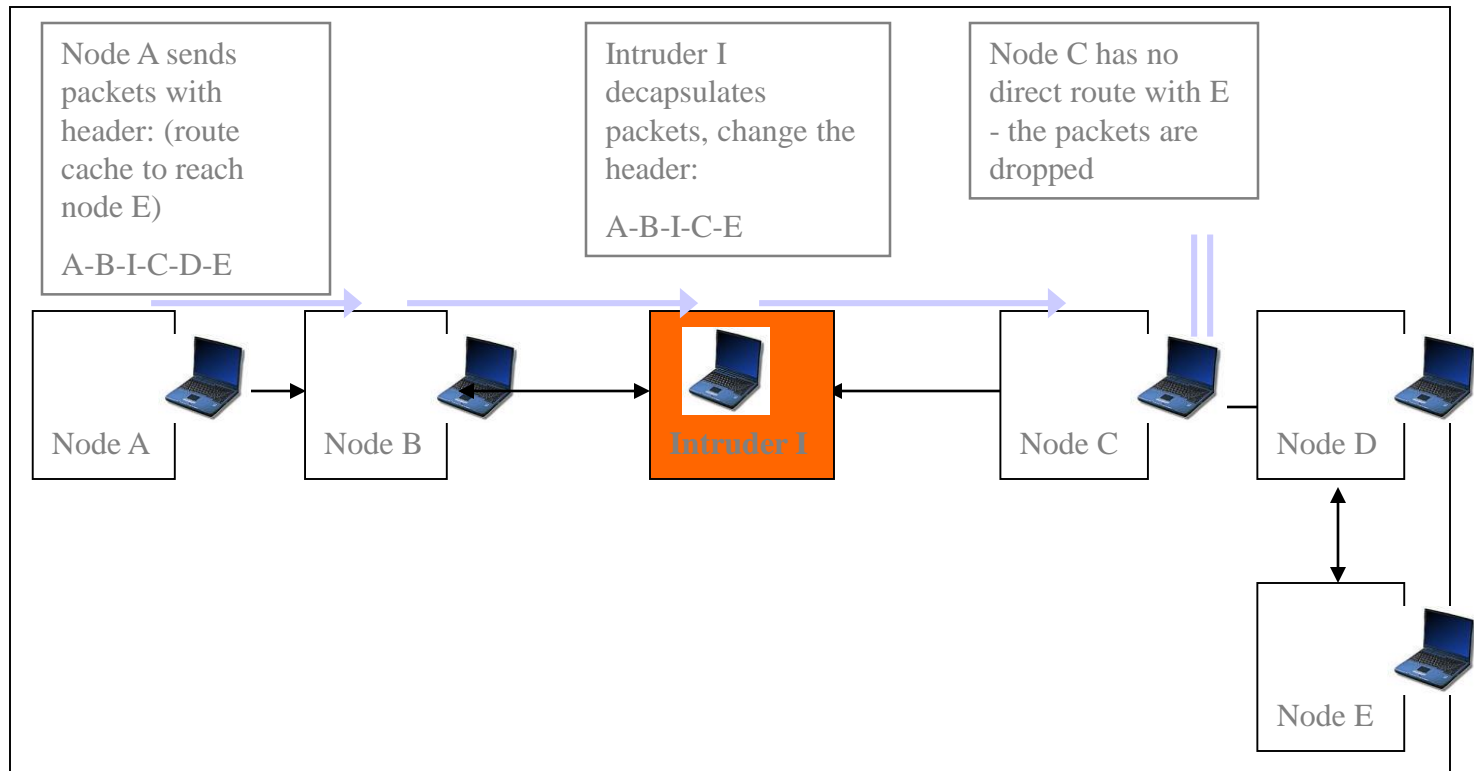 Node A sends
packets with
header: (route
cache to reach
node E)
A-B-I-C-D-E
Intruder I
decapsulates
packets, change the
header:
A-B-I-C-E
Node C has no
direct route with E
- the packets are
dropped
Node A
Node B
Intruder I
Node C
Node D
Node E